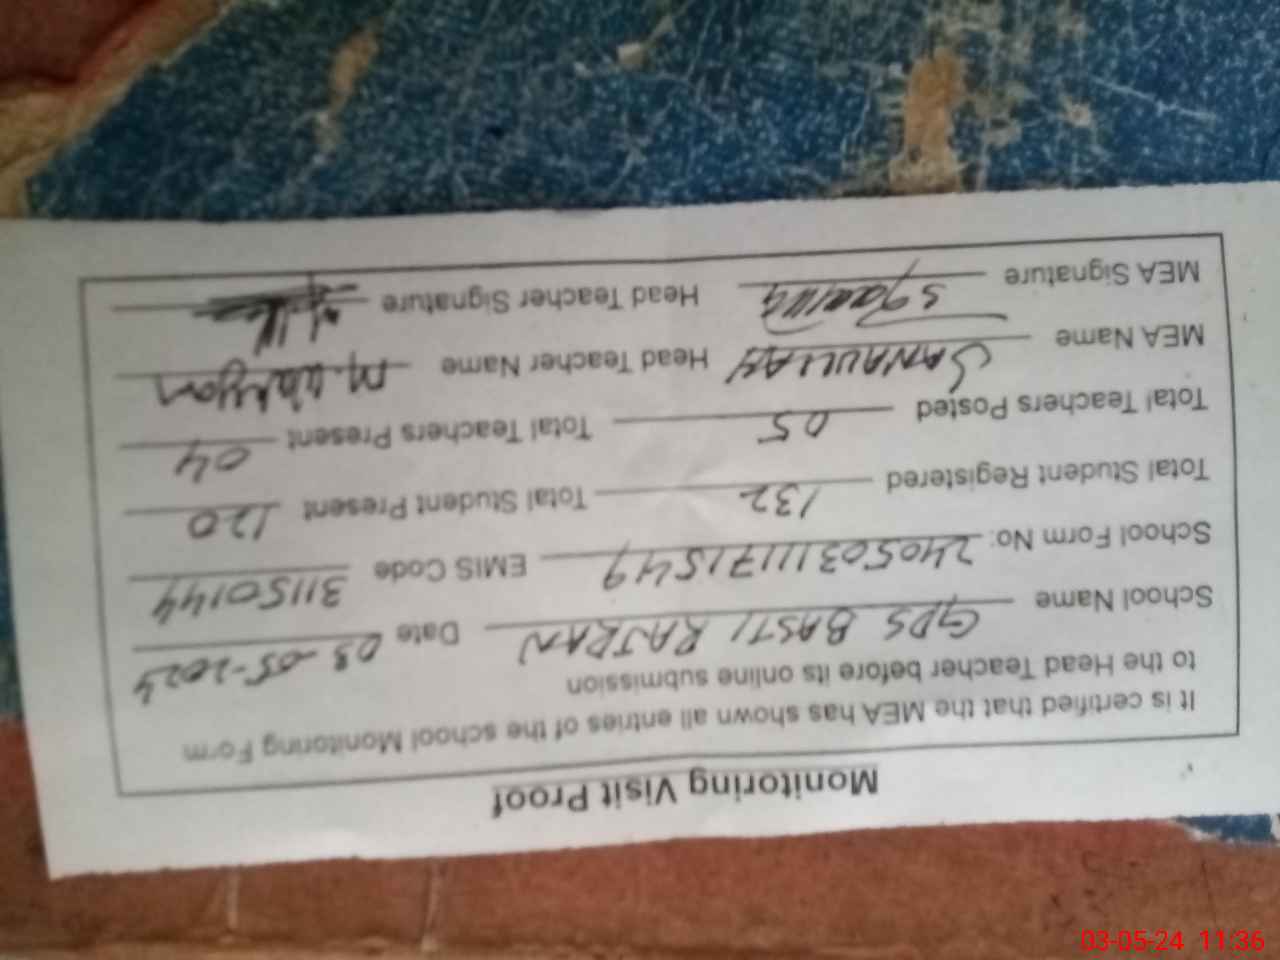 Monitoring Visit Proof
It is certified that the MEA has shown all entries of the school Monitoring Form
to the Head Teacher before its online submission
School Name GPS BASTI RAJRAN Date 03-05-2024
School Form No: 24050311171549 EMIS Code 31150144
Total Student Registered 132 Total Student Present 120
Total Teachers Posted 05 Total Teachers Present 04
MEA Name SANAULLAH Head Teacher Name M.
MEA Signature Head Teacher Signature
03-05-24 11:36